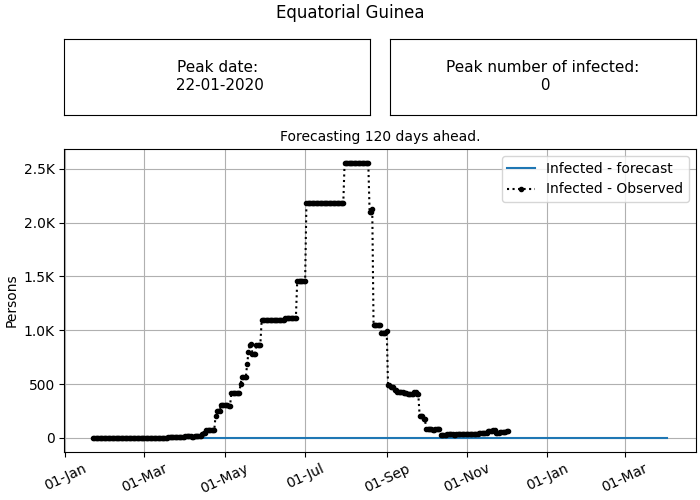 Equatorial Guinea
Peak date:
22-01-2020
Peak number of infected:
0
Forecasting 120 days ahead.
Infected - forecast
Infected - Observed
Persons
2.5K
2.0K
1.5K
1.0K
500
0
01-Jan
01-Mar
01-May
01-Jul
01-Sep
01-Nov
01-Jan
01-Mar